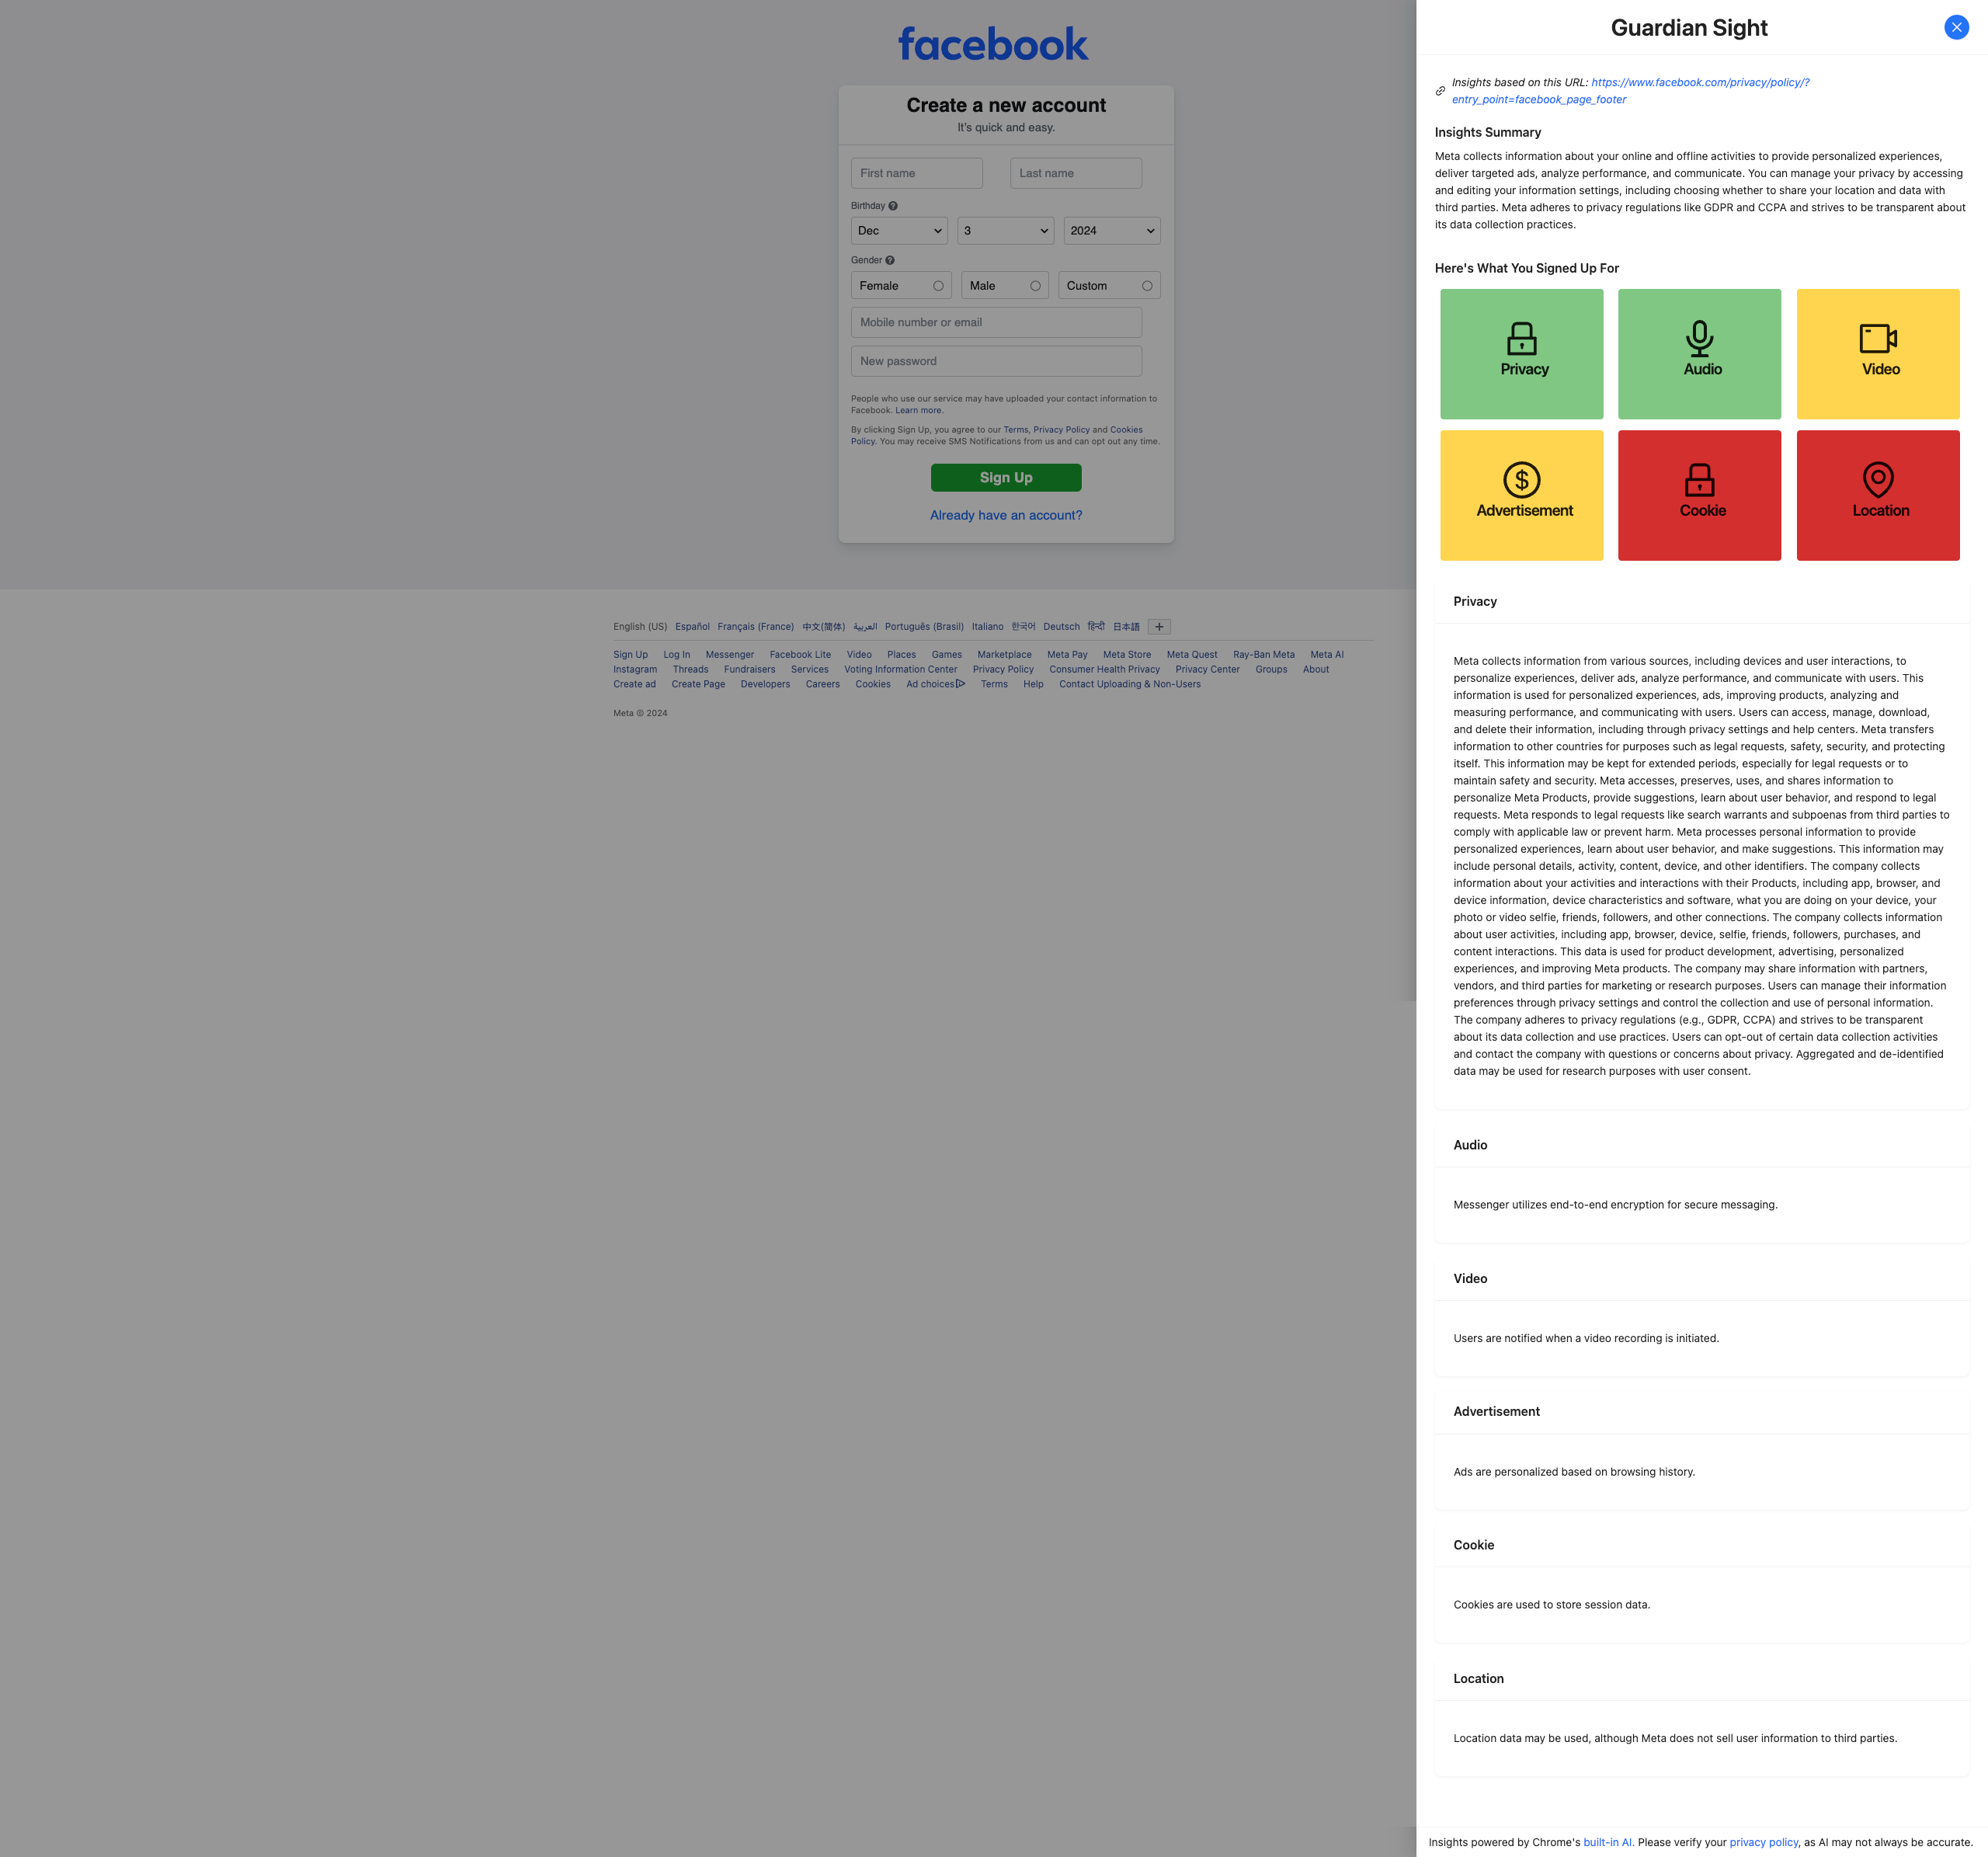 facebook
Create a new account
It's quick and easy.
First name
Last name
Birthday
Dec
3
2024
Gender
Female
Male
Custom
Mobile number or email
New password
People who use our service may have uploaded your contact information to
Facebook. Learn more.
By clicking Sign Up, you agree to our Terms, Privacy Policy and Cookies
Policy. You may receive SMS Notifications from us and can opt out any time.
Sign Up
Already have an account?
English (US) Español Français (France) 中文(简体) العربية Português (Brasil) Italiano 한국어 Deutsch हिन्दी 日本語
Sign Up Log In Messenger Facebook Lite Video Places Games Marketplace Meta Pay Meta Store Meta Quest Ray-Ban Meta Meta AI
Instagram Threads Fundraisers Services Voting Information Center Privacy Policy Consumer Health Privacy Privacy Center Groups About
Create ad Create Page Developers Careers Cookies Ad choices Terms Help Contact Uploading & Non-Users
Meta © 2024
Guardian Sight
Insights based on this URL: https://www.facebook.com/privacy/policy/?
entry_point=facebook_page_footer
Insights Summary
Meta collects information about your online and offline activities to provide personalized experiences,
deliver targeted ads, analyze performance, and communicate. You can manage your privacy by accessing
and editing your information settings, including choosing whether to share your location and data with
third parties. Meta adheres to privacy regulations like GDPR and CCPA and strives to be transparent about
its data collection practices.
Here's What You Signed Up For
Privacy
Audio
Video
Advertisement
Cookie
Location
Privacy
Meta collects information from various sources, including devices and user interactions, to
personalize experiences, deliver ads, analyze performance, and communicate with users. This
information is used for personalized experiences, ads, improving products, analyzing and
measuring performance, and communicating with users. Users can access, manage, download,
and delete their information, including through privacy settings and help centers. Meta transfers
information to other countries for purposes such as legal requests, safety, security, and protecting
itself. This information may be kept for extended periods, especially for legal requests or to
maintain safety and security. Meta accesses, preserves, uses, and shares information to
personalize Meta Products, provide suggestions, learn about user behavior, and respond to legal
requests. Meta responds to legal requests like search warrants and subpoenas from third parties to
comply with applicable law or prevent harm. Meta processes personal information to provide
personalized experiences, learn about user behavior, and make suggestions. This information may
include personal details, activity, content, device, and other identifiers. The company collects
information about your activities and interactions with their Products, including app, browser, and
device information, device characteristics and software, what you are doing on your device, your
photo or video selfie, friends, followers, and other connections. The company collects information
about user activities, including app, browser, device, selfie, friends, followers, purchases, and
content interactions. This data is used for product development, advertising, personalized
experiences, and improving Meta products. The company may share information with partners,
vendors, and third parties for marketing or research purposes. Users can manage their information
preferences through privacy settings and control the collection and use of personal information.
The company adheres to privacy regulations (e.g., GDPR, CCPA) and strives to be transparent
about its data collection and use practices. Users can opt-out of certain data collection activities
and contact the company with questions or concerns about privacy. Aggregated and de-identified
data may be used for research purposes with user consent.
Audio
Messenger utilizes end-to-end encryption for secure messaging.
Video
Users are notified when a video recording is initiated.
Advertisement
Ads are personalized based on browsing history.
Cookie
Cookies are used to store session data.
Location
Location data may be used, although Meta does not sell user information to third parties.
Insights powered by Chrome's built-in AI. Please verify your privacy policy, as AI may not always be accurate.